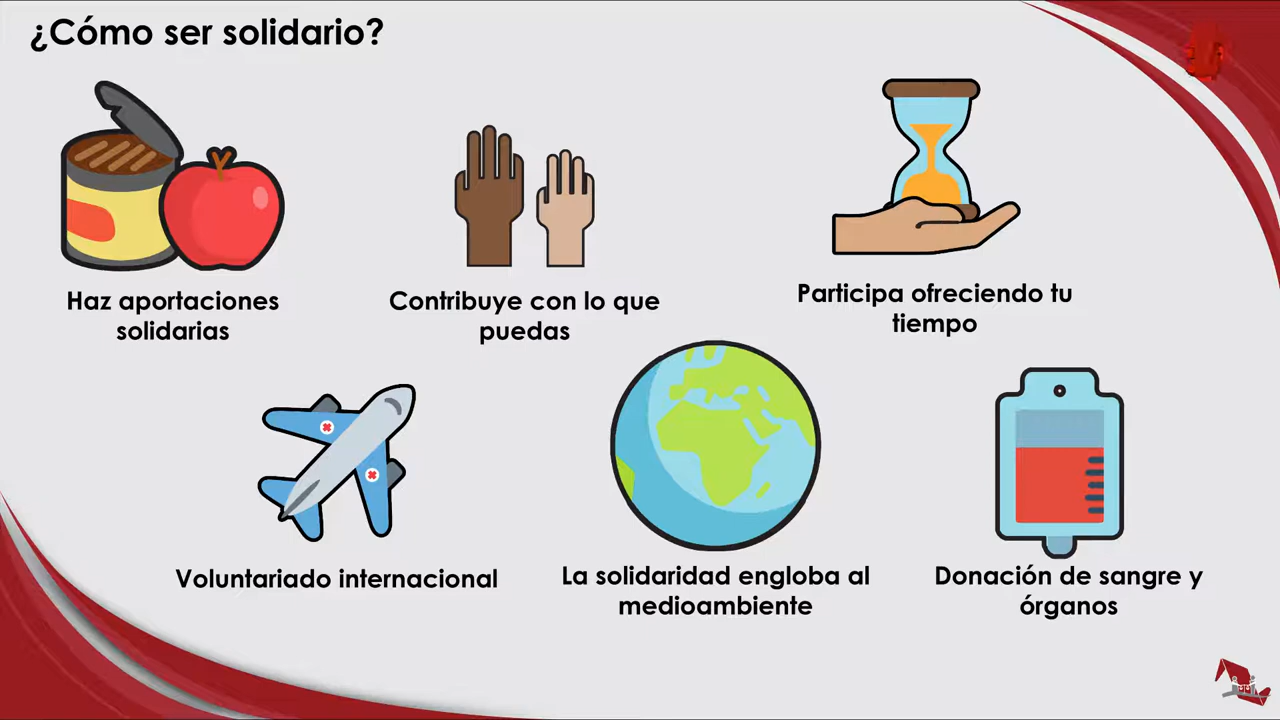 ¿Cómo ser solidario?
Haz aportaciones
solidarias
Contribuye con lo que
puedas
Participa ofreciendo tu
tiempo
Voluntariado internacional
La solidaridad engloba al
medioambiente
Donación de sangre y
órganos